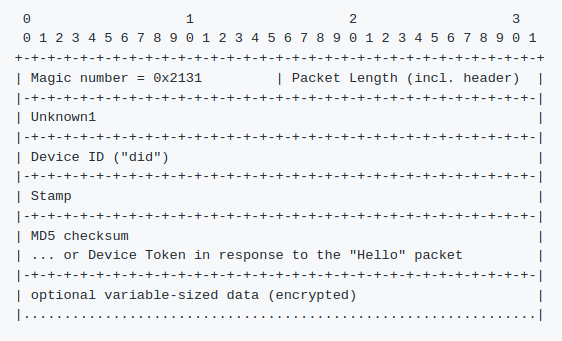 0                   1                   2                   3
 0 1 2 3 4 5 6 7 8 9 0 1 2 3 4 5 6 7 8 9 0 1 2 3 4 5 6 7 8 9 0 1
+-+-+-+-+-+-+-+-+-+-+-+-+-+-+-+-+-+-+-+-+-+-+-+-+-+-+-+-+-+-+-+-+
| Magic number = 0x2131         | Packet Length (incl. header)  |
|-+-+-+-+-+-+-+-+-+-+-+-+-+-+-+-+-+-+-+-+-+-+-+-+-+-+-+-+-+-+-+-|
| Unknown1                                                      |
|-+-+-+-+-+-+-+-+-+-+-+-+-+-+-+-+-+-+-+-+-+-+-+-+-+-+-+-+-+-+-+-|
| Device ID ("did")                                             |
|-+-+-+-+-+-+-+-+-+-+-+-+-+-+-+-+-+-+-+-+-+-+-+-+-+-+-+-+-+-+-+-|
| Stamp                                                         |
|-+-+-+-+-+-+-+-+-+-+-+-+-+-+-+-+-+-+-+-+-+-+-+-+-+-+-+-+-+-+-+-|
| MD5 checksum                                                  |
| ... or Device Token in response to the "Hello" packet         |
|-+-+-+-+-+-+-+-+-+-+-+-+-+-+-+-+-+-+-+-+-+-+-+-+-+-+-+-+-+-+-+-|
| optional variable-sized data (encrypted)                      |
|...............................................................|